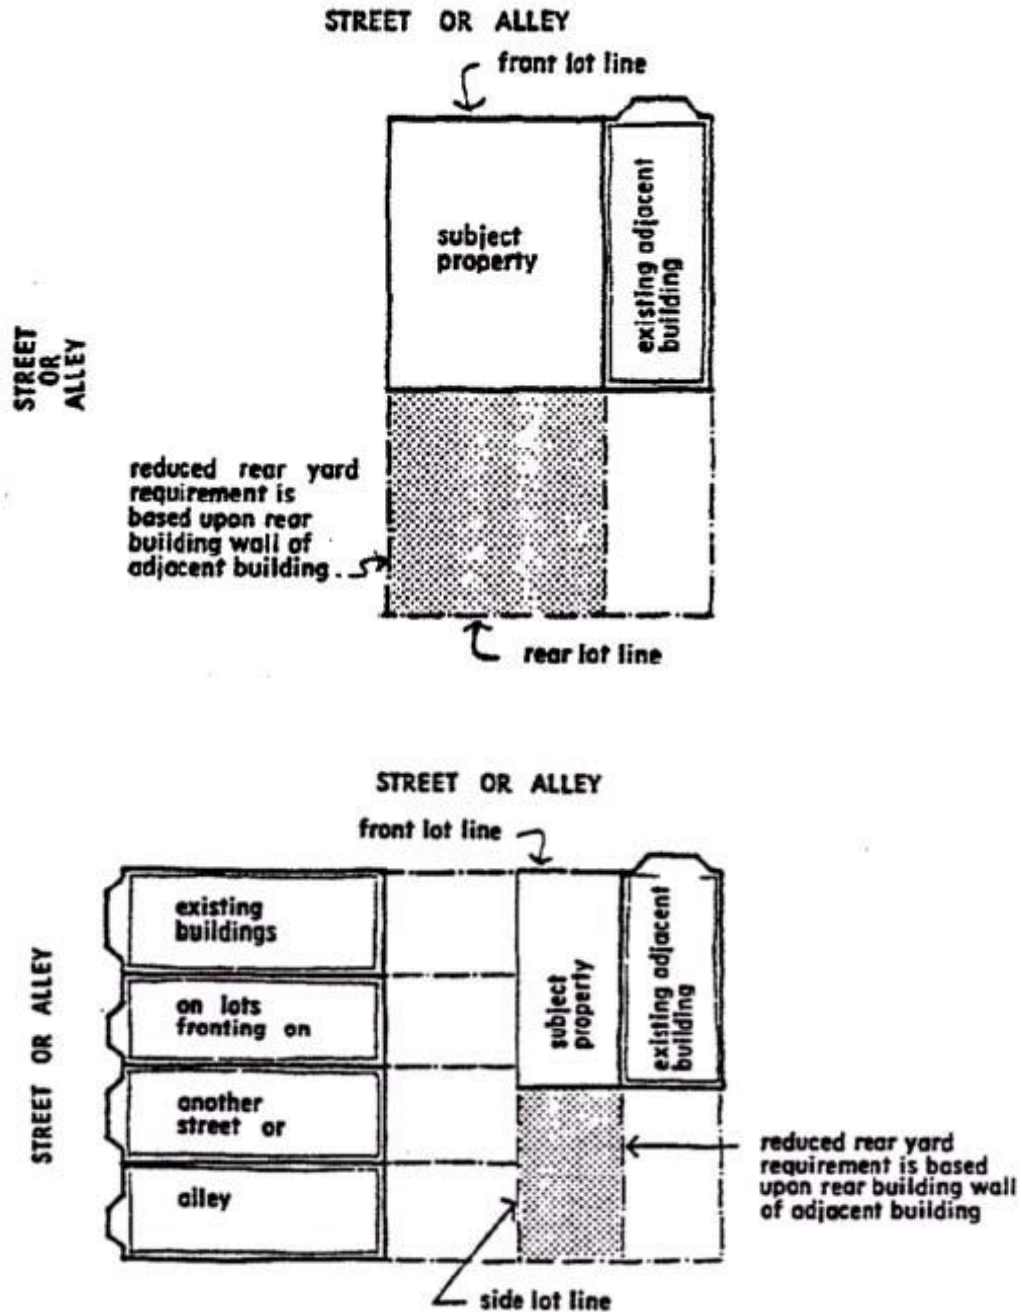 STREET OR ALLEY
front lot line
subject
property
existing adjacent
building
STREET
OR
ALLEY
reduced rear yard
requirement is
based upon rear
building wall of
adjacent building.
rear lot line
STREET OR ALLEY
front lot line
existing
buildings
on lots
fronting on
another
street or
alley
STREET OR ALLEY
subject
property
existing adjacent
building
reduced rear yard
requirement is based
upon rear building wall
of adjacent building
side lot line